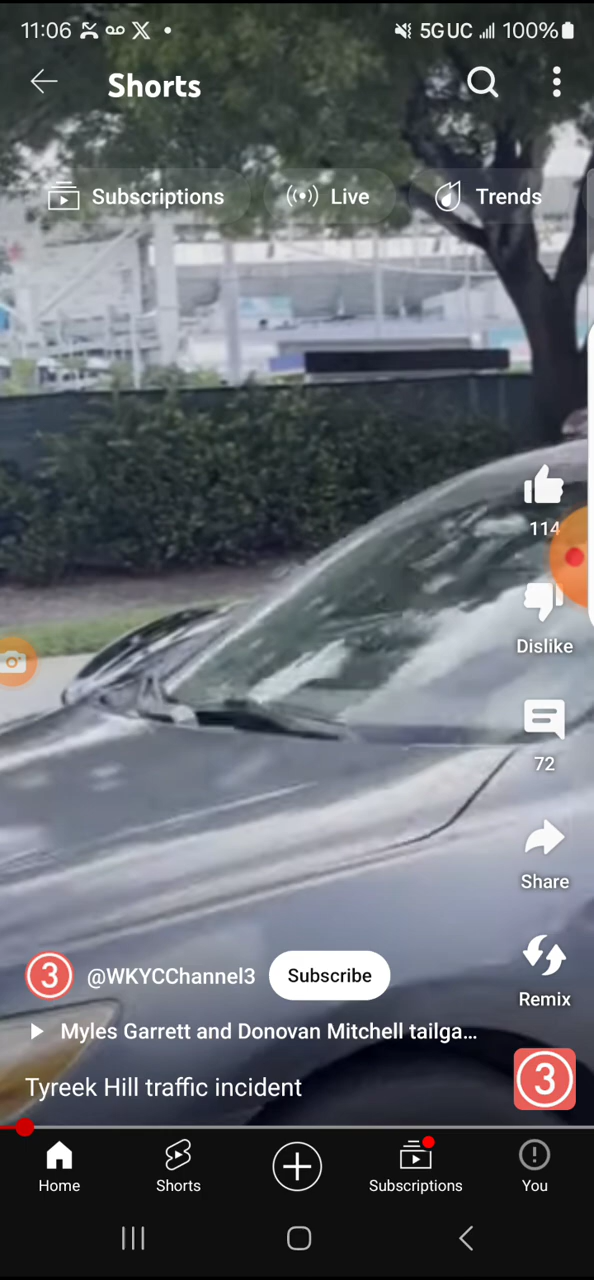 11:06 5G UC 100%
Shorts
Subscriptions Live Trends
114
Dislike
72
Share
Remix
3 @WKYCChannel3 Subscribe
Myles Garrett and Donovan Mitchell tailga...
Tyreek Hill traffic incident
3
Home Shorts Subscriptions You